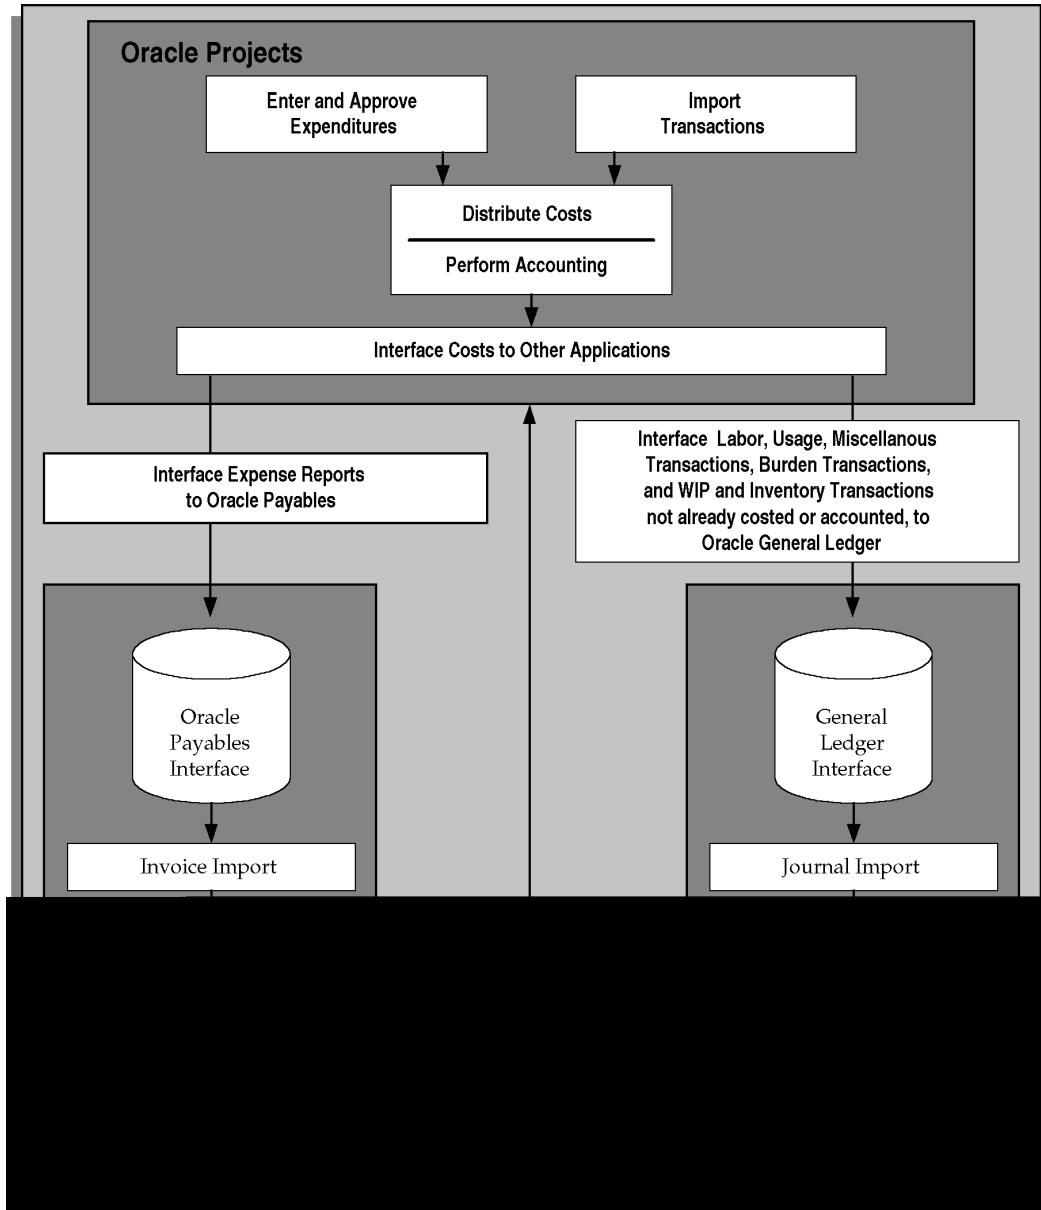 Oracle Projects
Enter and Approve
Expenditures
Import
Transactions
Distribute Costs
Perform Accounting
Interface Costs to Other Applications
Interface Expense Reports
to Oracle Payables
Interface Labor, Usage, Miscellanous
Transactions, Burden Transactions,
and WIP and Inventory Transactions
not already costed or accounted, to
Oracle General Ledger
Oracle
Payables
Interface
General
Ledger
Interface
Invoice Import
Journal Import